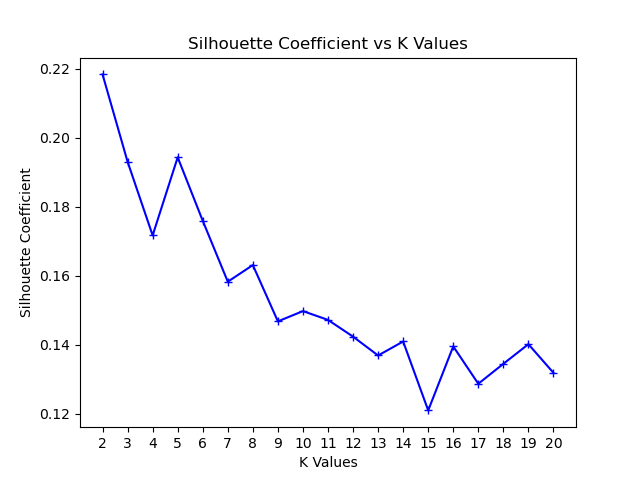 Silhouette Coefficient vs K Values
0.22
0.20
0.18
0.16
0.14
0.12
Silhouette Coefficient
2 3 4 5 6 7 8 9 10 11 12 13 14 15 16 17 18 19 20
K Values